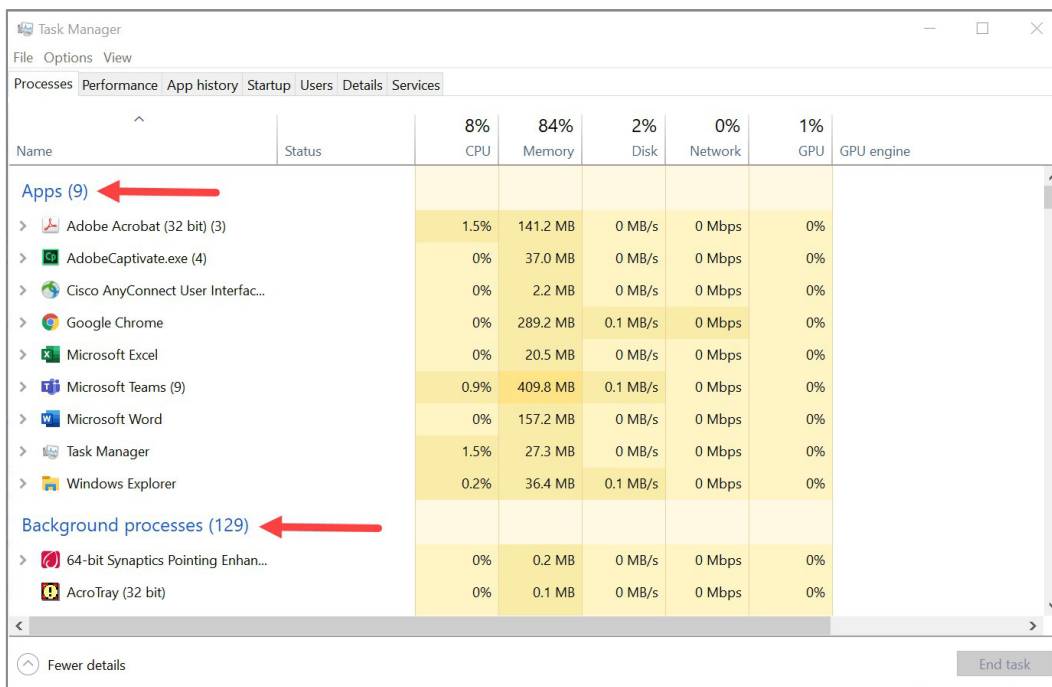 Task Manager
File Options View
Processes Performance App history Startup Users Details Services
8% 84% 2% 0% 1%
Name Status CPU Memory Disk Network GPU GPU engine
Apps (9)
Adobe Acrobat (32 bit) (3) 1.5% 141.2 MB 0 MB/s 0 Mbps 0%
Cp AdobeCaptivate.exe (4) 0% 37.0 MB 0 MB/s 0 Mbps 0%
Cisco AnyConnect User Interfac... 0% 2.2 MB 0 MB/s 0 Mbps 0%
Google Chrome 0% 289.2 MB 0.1 MB/s 0 Mbps 0%
Microsoft Excel 0% 20.5 MB 0 MB/s 0 Mbps 0%
Microsoft Teams (9) 0.9% 409.8 MB 0.1 MB/s 0 Mbps 0%
Microsoft Word 0% 157.2 MB 0 MB/s 0 Mbps 0%
Task Manager 1.5% 27.3 MB 0 MB/s 0 Mbps 0%
Windows Explorer 0.2% 36.4 MB 0.1 MB/s 0 Mbps 0%
Background processes (129)
64-bit Synaptics Pointing Enhan... 0% 0.2 MB 0 MB/s 0 Mbps 0%
AcroTray (32 bit) 0% 0.1 MB 0 MB/s 0 Mbps 0%
Fewer details End task